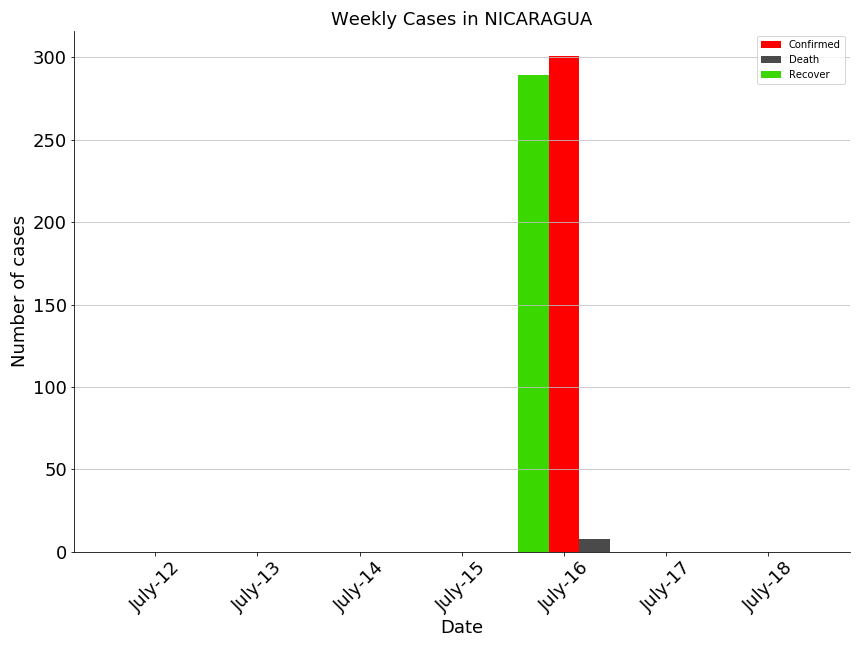 Weekly Cases in NICARAGUA
Confirmed
Death
Recover
Number of cases
300
250
200
150
100
50
0
July-12
July-13
July-14
July-15
July-16
July-17
July-18
Date